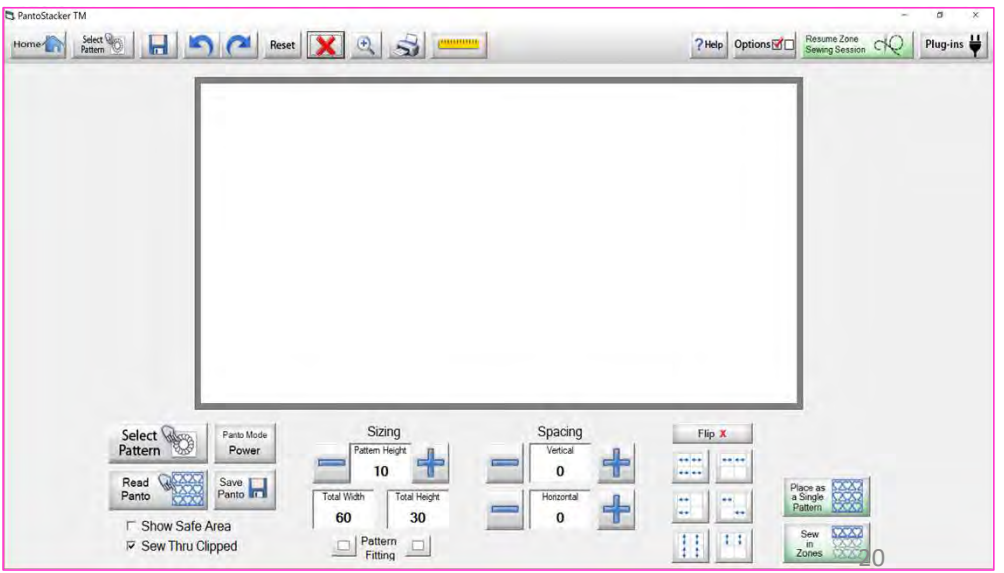 PantoStacker TM
Home
Select
Pattern
Reset
? Help
Options
Resume Zone
Sewing Session
Plug-ins
Select
Pattern
Panto Mode
Power
Read
Panto
Save
Panto
Show Safe Area
Sew Thru Clipped
Sizing
Pattern Height
10
Total Width
60
Total Height
30
Pattern
Fitting
Spacing
Vertical
0
Horizontal
0
Flip X
Place as
a Single
Pattern
Sew
in
Zones
20